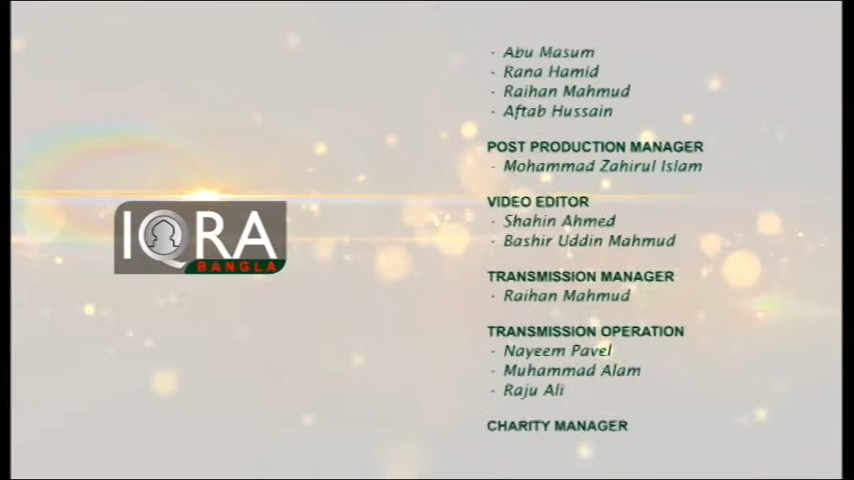 · Abu Masum
· Rana Hamid
· Raihan Mahmud
· Aftab Hussain
POST PRODUCTION MANAGER
· Mohammad Zahirul Islam
VIDEO EDITOR
· Shahin Ahmed
· Bashir Uddin Mahmud
IQRA
BANGLA
TRANSMISSION MANAGER
· Raihan Mahmud
TRANSMISSION OPERATION
· Nayeem Pavel
· Muhammad Alam
· Raju Ali
CHARITY MANAGER